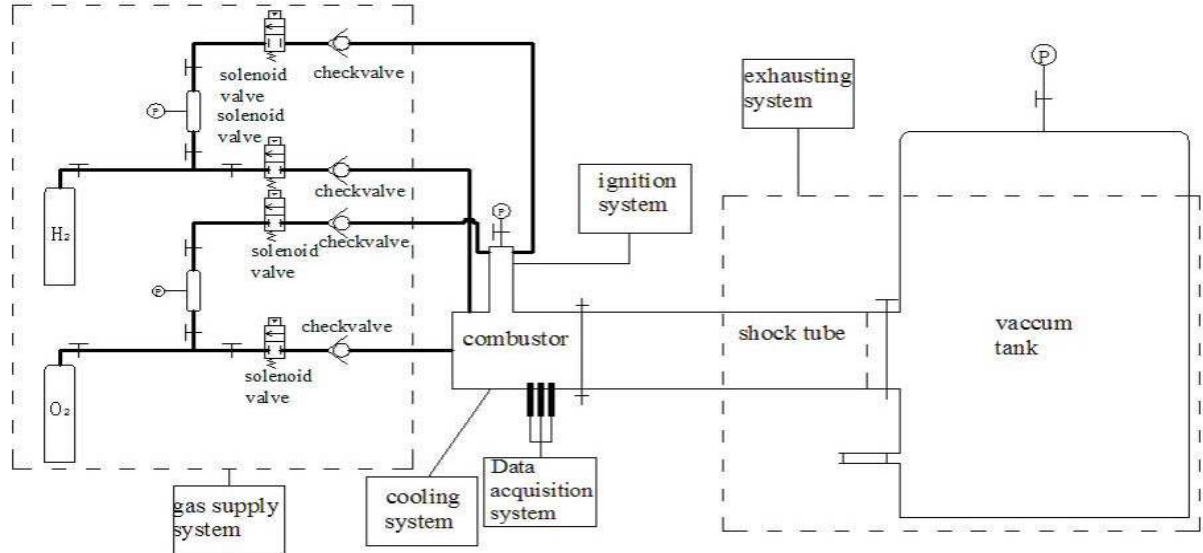 checkvalve
solenoid
valve
solenoid
valve
P
checkvalve
H₂
checkvalve
solenoid
valve
P
P
ignition
system
exhausting
system
P
checkvalve
solenoid
valve
O₂
combustor
shock tube
vaccum
tank
gas supply
system
cooling
system
Data
acquisition
system